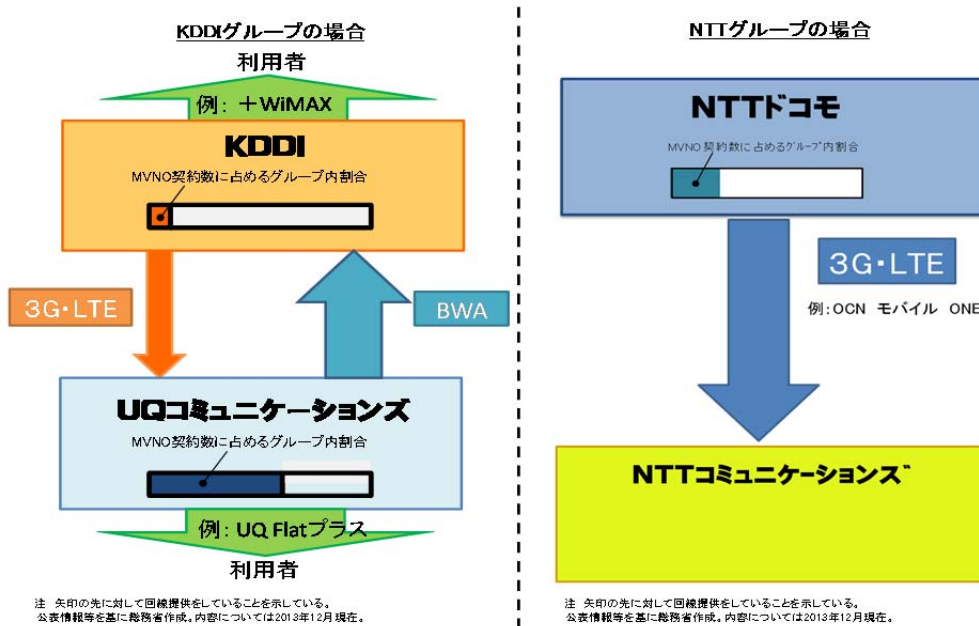 KDDIグループの場合
利用者
例：＋WiMAX
KDDI
MVNO契約数に占めるグループ内割合
3G・LTE
BWA
UQコミュニケーションズ
MVNO契約数に占めるグループ内割合
例：UQ Flatプラス
利用者
注 矢印の先に対して回線提供をしていることを示している。
公表情報等を基に総務省作成。内容については2013年12月現在。
NTTグループの場合
NTTドコモ
MVNO契約数に占めるグループ内割合
3G・LTE
例：OCN モバイル ONE
NTTコミュニケーションズ
注 矢印の先に対して回線提供をしていることを示している。
公表情報等を基に総務省作成。内容については2013年12月現在。